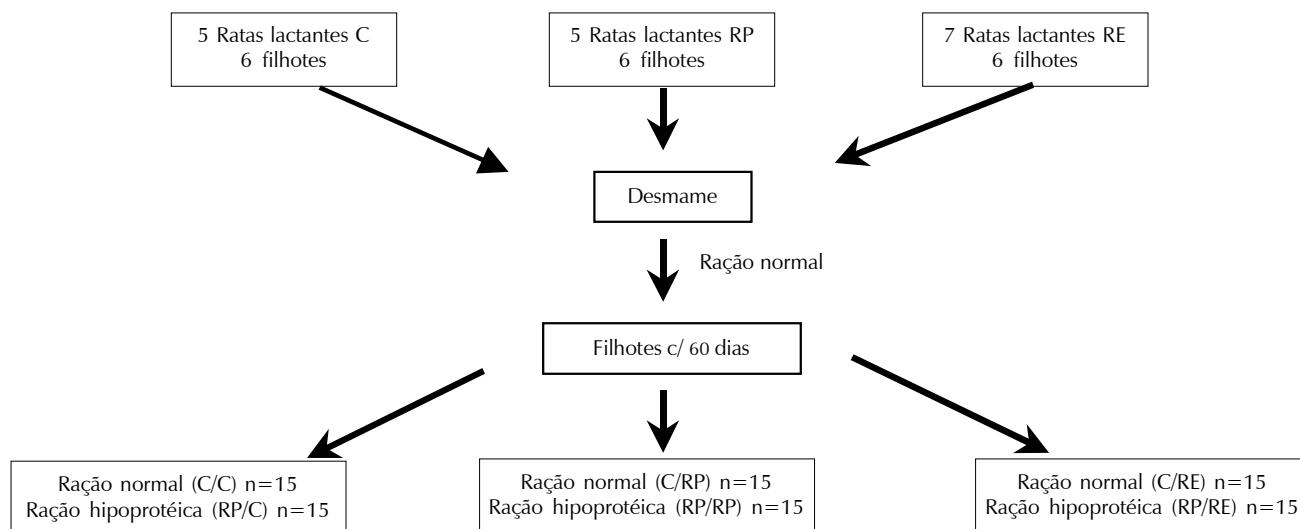 5 Ratas lactantes C
6 filhotes
5 Ratas lactantes RP
6 filhotes
7 Ratas lactantes RE
6 filhotes
Desmame
Ração normal
Filhotes c/ 60 dias
Ração normal (C/C) n=15
Ração hipoprotéica (RP/C) n=15
Ração normal (C/RP) n=15
Ração hipoprotéica (RP/RP) n=15
Ração normal (C/RE) n=15
Ração hipoprotéica (RP/RE) n=15